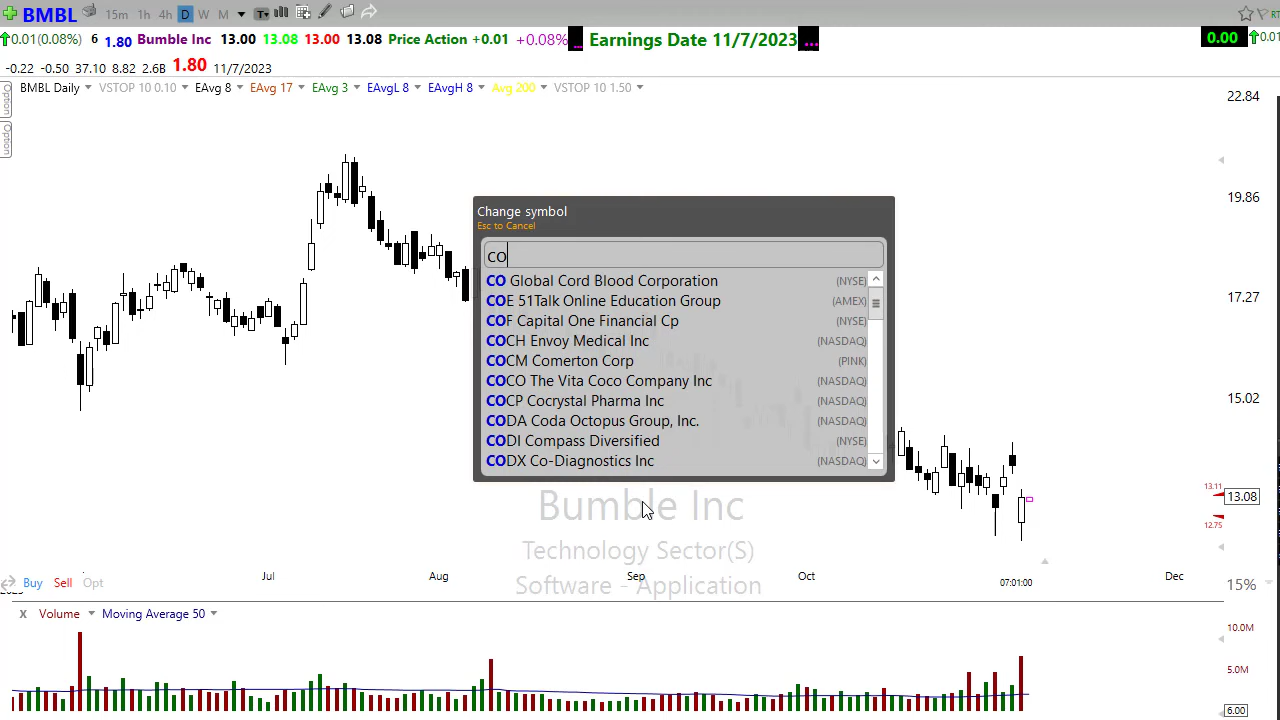 BMBL 15m 1h 4h D W M T
0.01(0.08%) 6 1.80 Bumble Inc 13.00 13.08 13.00 13.08 Price Action +0.01 +0.08% ... Earnings Date 11/7/2023 ... 0.00 0.01
-0.22 -0.50 37.10 8.82 2.6B 1.80 11/7/2023
BMBL Daily VSTOP 10 0.10 EAvg 8 EAvg 17 EAvg 3 EAvgL 8 EAvgH 8 Avg 200 VSTOP 10 1.50
Option
Option
22.84
19.86
17.27
15.02
13.11
13.08
12.75
15%
Change symbol
Esc to Cancel
CO
CO Global Cord Blood Corporation (NYSE)
COE 51Talk Online Education Group (AMEX)
COF Capital One Financial Cp (NYSE)
COCH Envoy Medical Inc (NASDAQ)
COCM Comerton Corp (PINK)
COCO The Vita Coco Company Inc (NASDAQ)
COCP Cocrystal Pharma Inc (NASDAQ)
CODA Coda Octopus Group, Inc. (NASDAQ)
CODI Compass Diversified (NYSE)
CODX Co-Diagnostics Inc (NASDAQ)
Bumble Inc
Technology Sector(S)
Software - Application
Buy Sell Opt
Jul Aug Sep Oct 07:01:00 Dec
X Volume Moving Average 50
10.0M
5.0M
6.00